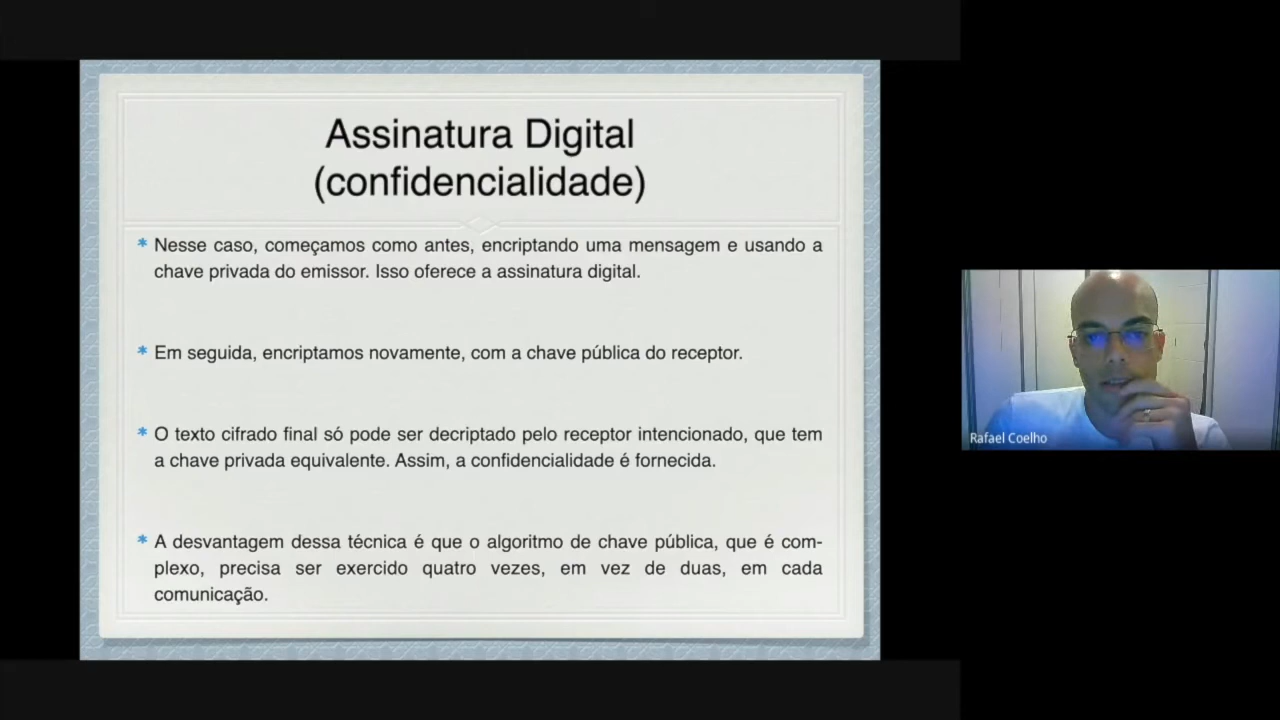 Assinatura Digital
(confidencialidade)
* Nesse caso, começamos como antes, encriptando uma mensagem e usando a
chave privada do emissor. Isso oferece a assinatura digital.
* Em seguida, encriptamos novamente, com a chave pública do receptor.
* O texto cifrado final só pode ser decriptado pelo receptor intencionado, que tem
a chave privada equivalente. Assim, a confidencialidade é fornecida.
* A desvantagem dessa técnica é que o algoritmo de chave pública, que é com-
plexo, precisa ser exercido quatro vezes, em vez de duas, em cada
comunicação.
Rafael Coelho